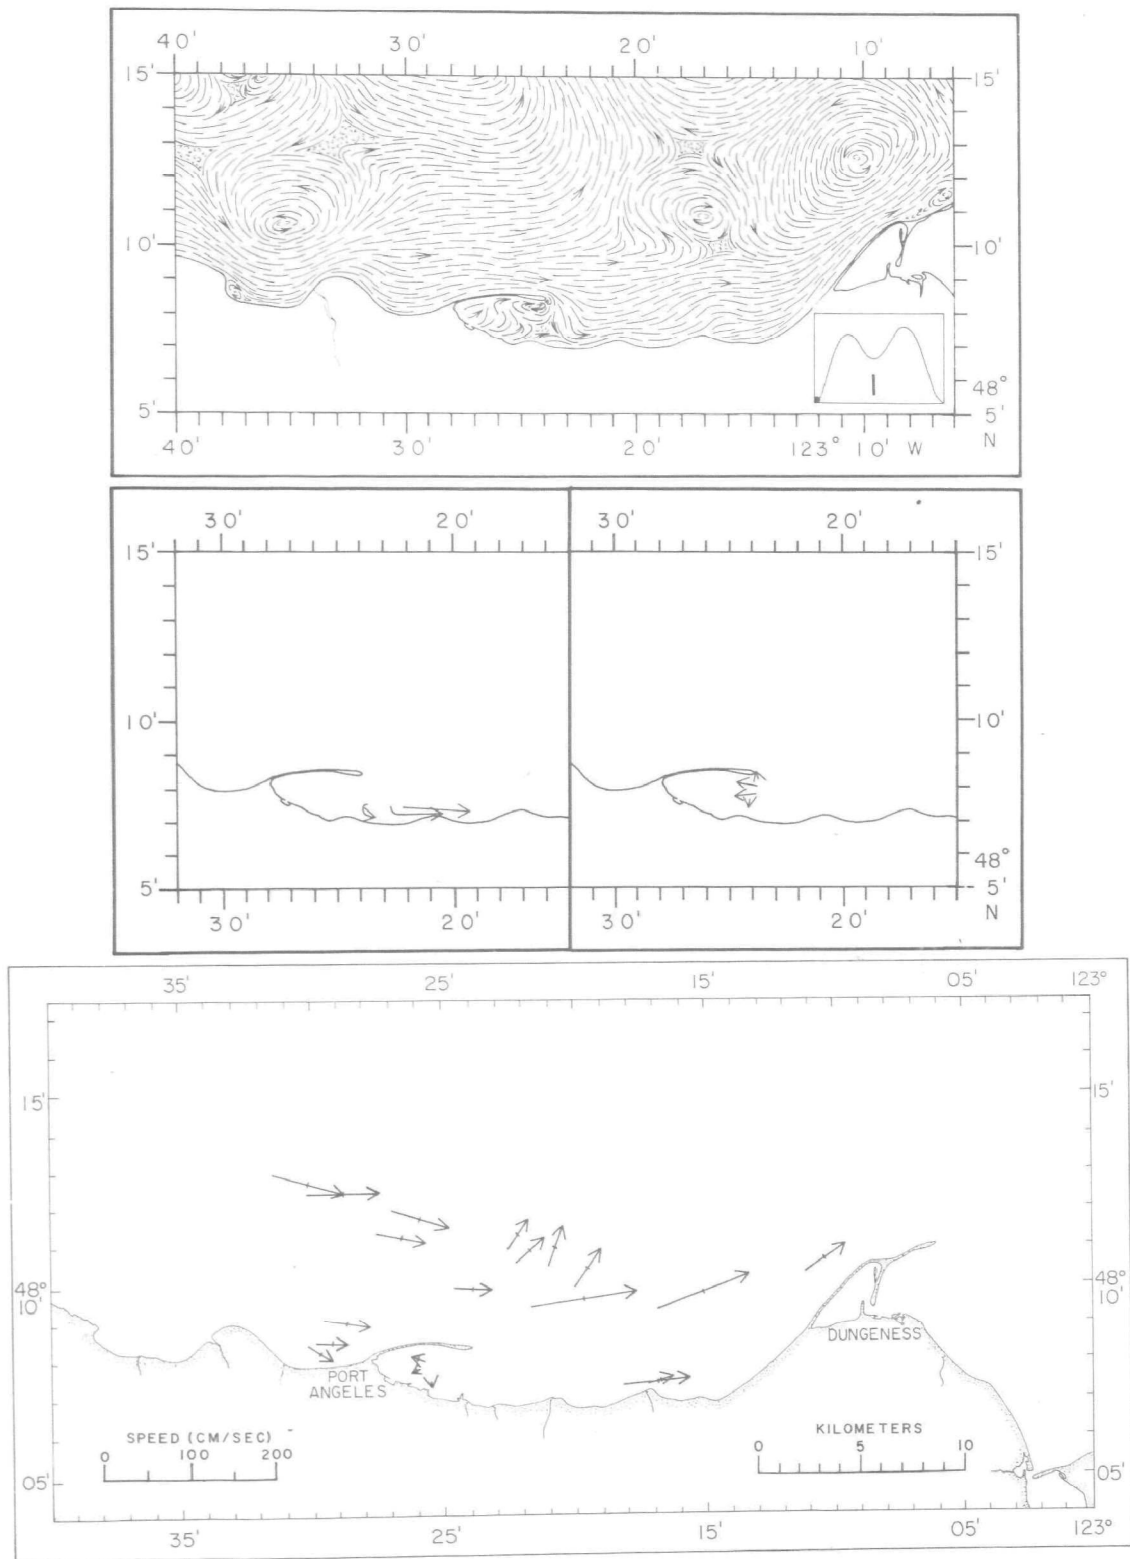 40' 30' 20' 10'
15' 15'
10' 10'
48°
5' 5'
N
40' 30' 20' 123° 10' W
30' 20' 30' 20'
15' 15'
10' 10'
48°
5' 5'
N
30' 20' 30' 20'
35' 25' 15' 05' 123°
15' 15'
48° 48°
10' 10'
DUNGENESS
PORT
ANGELES
SPEED (CM/SEC)
0 100 200
KILOMETERS
0 5 10
05' 05'
35' 25' 15' 05' 123°